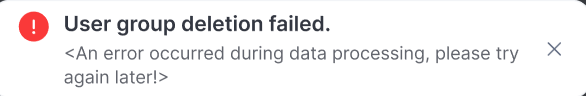 User group deletion failed.
<An error occurred during data processing, please try
again later!>